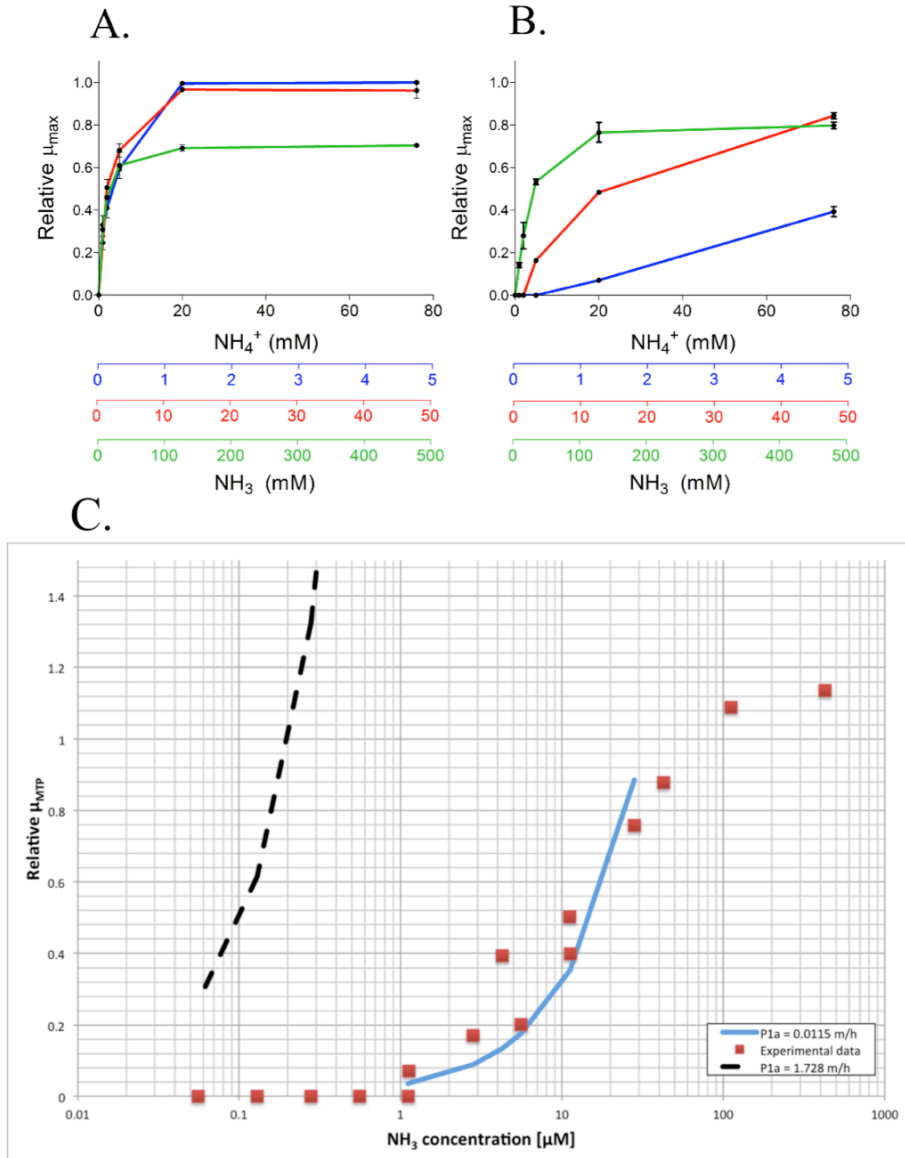 A.
B.
Relative μmax
1.0
0.8
0.6
0.4
0.2
0.0
0 20 40 60 80
NH4+ (mM)
0 1 2 3 4 5
0 10 20 30 40 50
0 100 200 300 400 500
NH3 (mM)
Relative μmax
1.0
0.8
0.6
0.4
0.2
0.0
0 20 40 60 80
NH4+ (mM)
0 1 2 3 4 5
0 10 20 30 40 50
0 100 200 300 400 500
NH3 (mM)
C.
Relative μMTP
1.4
1.2
1
0.8
0.6
0.4
0.2
0
0.01 0.1 1 10 100 1000
NH3 concentration [μM]
P1a = 0.0115 m/h
Experimental data
P1a = 1.728 m/h